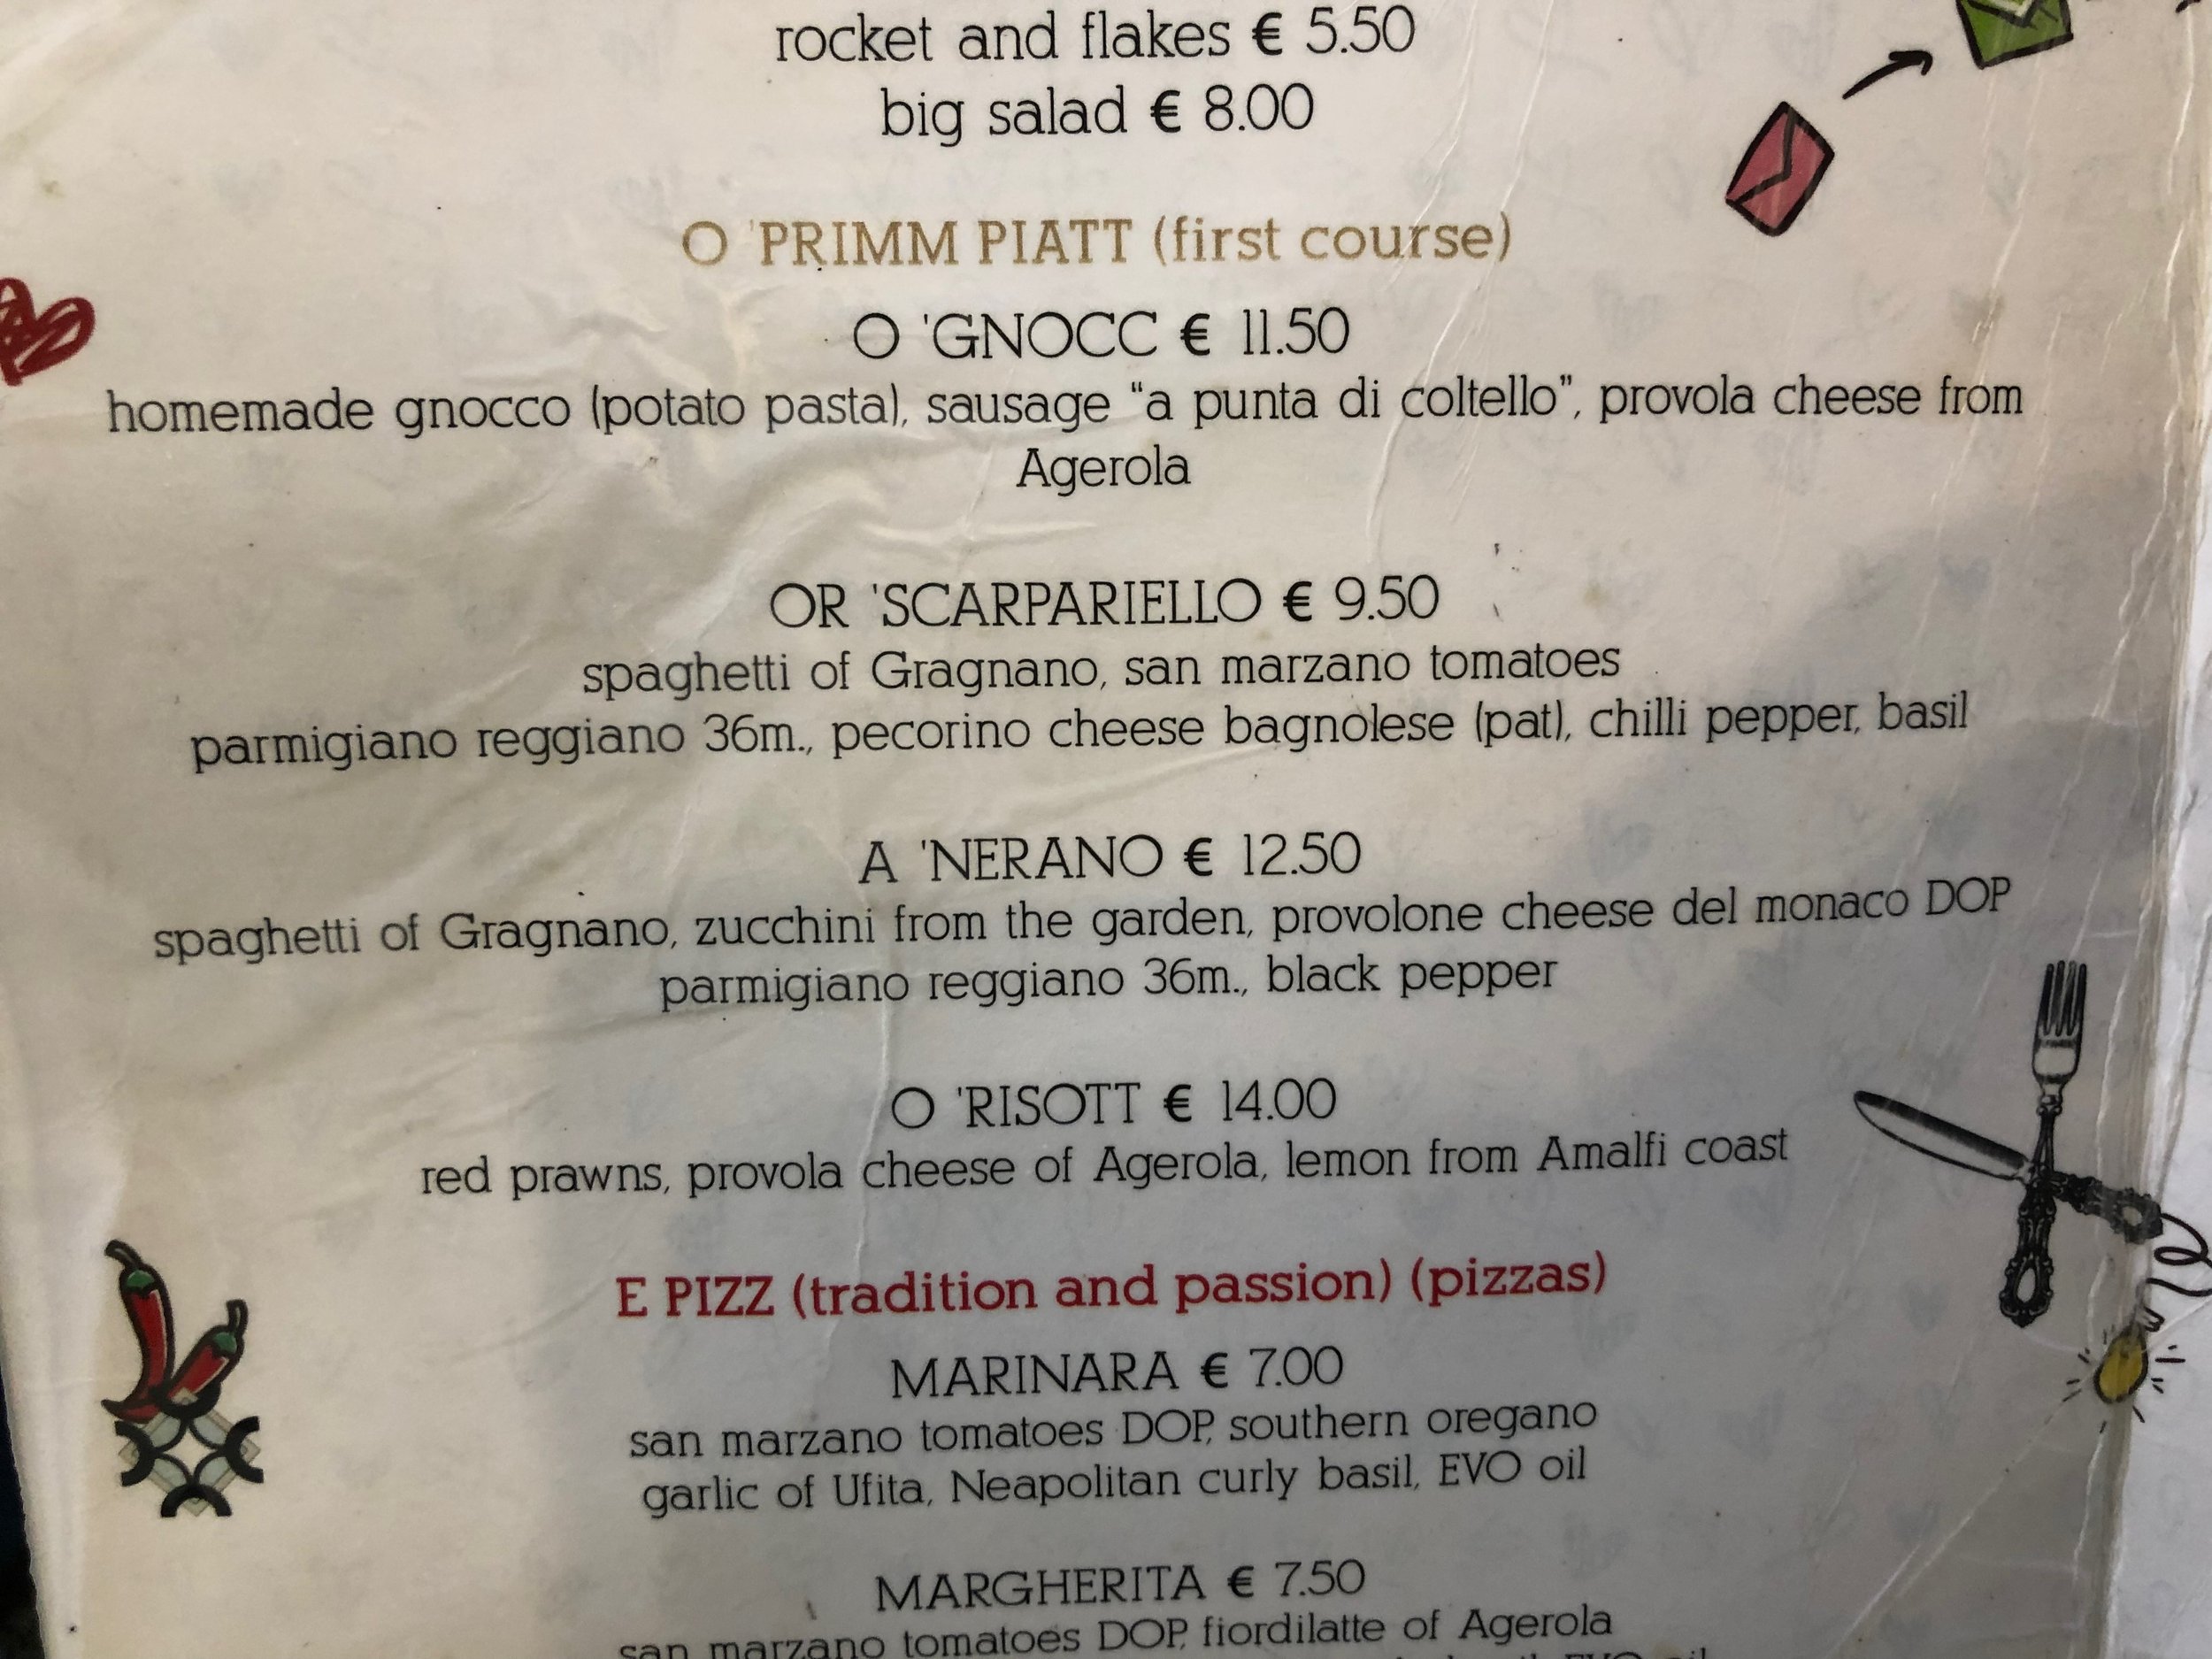 rocket and flakes € 5.50
big salad € 8.00
O 'PRIMM PIATT (first course)
O 'GNOCC € 11.50
homemade gnocco (potato pasta), sausage "a punta di coltello", provola cheese from
Agerola
OR 'SCARPARIELLO € 9.50
spaghetti of Gragnano, san marzano tomatoes
parmigiano reggiano 36m., pecorino cheese bagnolese (pat), chilli pepper, basil
A 'NERANO € 12.50
spaghetti of Gragnano, zucchini from the garden, provolone cheese del monaco DOP
parmigiano reggiano 36m., black pepper
O 'RISOTT € 14.00
red prawns, provola cheese of Agerola, lemon from Amalfi coast
E PIZZ (tradition and passion) (pizzas)
MARINARA € 7.00
san marzano tomatoes DOP, southern oregano
garlic of Ufita, Neapolitan curly basil, EVO oil
MARGHERITA € 7.50
san marzano tomatoes DOP, fiordilatte of Agerola
EVO oil